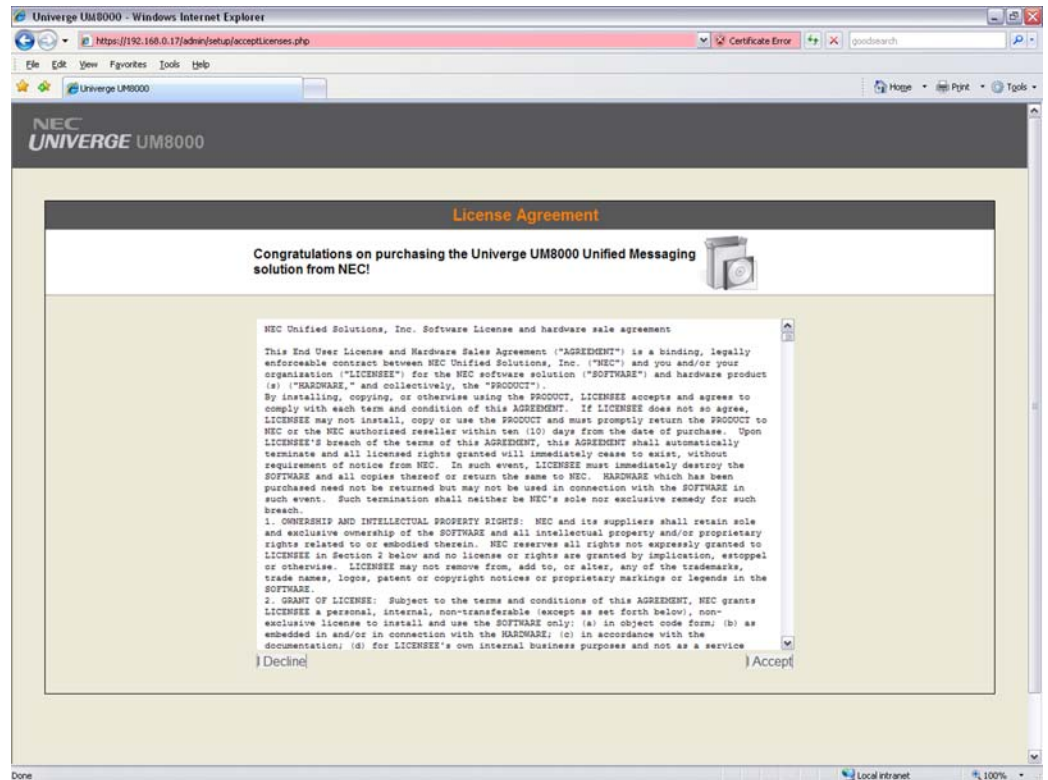 Univerge UM8000 - Windows Internet Explorer
https://192.168.0.17/admin/setup/acceptLicenses.php
Certificate Error
goodsearch
File Edit View Favorites Tools Help
Univerge UM8000
Home
Print
Tools
NEC
UNIVERGE UM8000
License Agreement
Congratulations on purchasing the Univerge UM8000 Unified Messaging
solution from NEC!
NEC Unified Solutions, Inc. Software License and hardware sale agreement
This End User License and Hardware Sales Agreement ("AGREEMENT") is a binding, legally
enforceable contract between NEC Unified Solutions, Inc. ("NEC") and you and/or your
organization ("LICENSEE") for the NEC software solution ("SOFTWARE") and hardware product
(s) ("HARDWARE," and collectively, the "PRODUCT").
By installing, copying, or otherwise using the PRODUCT, LICENSEE accepts and agrees to
comply with each term and condition of this AGREEMENT. If LICENSEE does not so agree,
LICENSEE may not install, copy or use the PRODUCT and must promptly return the PRODUCT to
NEC or the NEC authorized reseller within ten (10) days from the date of purchase. Upon
LICENSEE'S breach of the terms of this AGREEMENT, this AGREEMENT shall automatically
terminate and all licensed rights granted will immediately cease to exist, without
requirement of notice from NEC. In such event, LICENSEE must immediately destroy the
SOFTWARE and all copies thereof or return the same to NEC. HARDWARE which has been
purchased need not be returned but may not be used in connection with the SOFTWARE in
such event. Such termination shall neither be NEC's sole nor exclusive remedy for such
breach.
1. OWNERSHIP AND INTELLECTUAL PROPERTY RIGHTS: NEC and its suppliers shall retain sole
and exclusive ownership of the SOFTWARE and all intellectual property and/or proprietary
rights related to or embodied therein. NEC reserves all rights not expressly granted to
LICENSEE in Section 2 below and no license or rights are granted by implication, estoppel
or otherwise. LICENSEE may not remove from, add to, or alter, any of the trademarks,
trade names, logos, patent or copyright notices or proprietary markings or legends in the
SOFTWARE.
2. GRANT OF LICENSE: Subject to the terms and conditions of this AGREEMENT, NEC grants
LICENSEE a personal, internal, non-transferable (except as set forth below), non-
exclusive license to install and use the SOFTWARE only: (a) in object code form; (b) as
embedded in and/or in connection with the HARDWARE; (c) in accordance with the
documentation; (d) for LICENSEE's own internal business purposes and not as a service
I Decline
I Accept
Done
Local intranet
100%